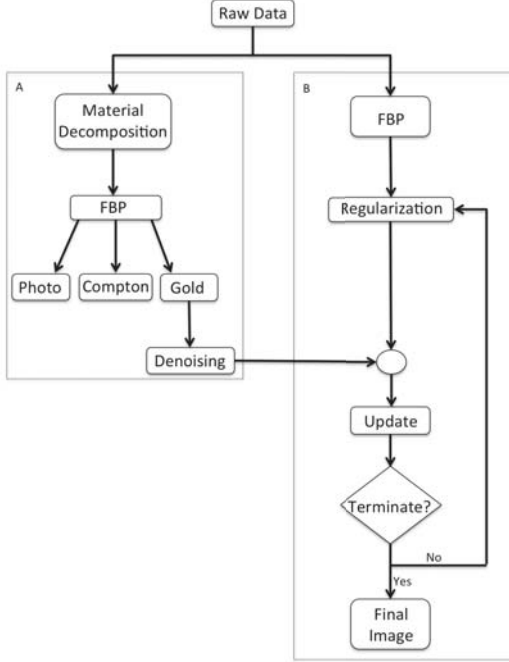 Raw Data
A
Material
Decomposition
FBP
Photo
Compton
Gold
Denoising
B
FBP
Regularization
Update
Terminate?
No
Yes
Final
Image